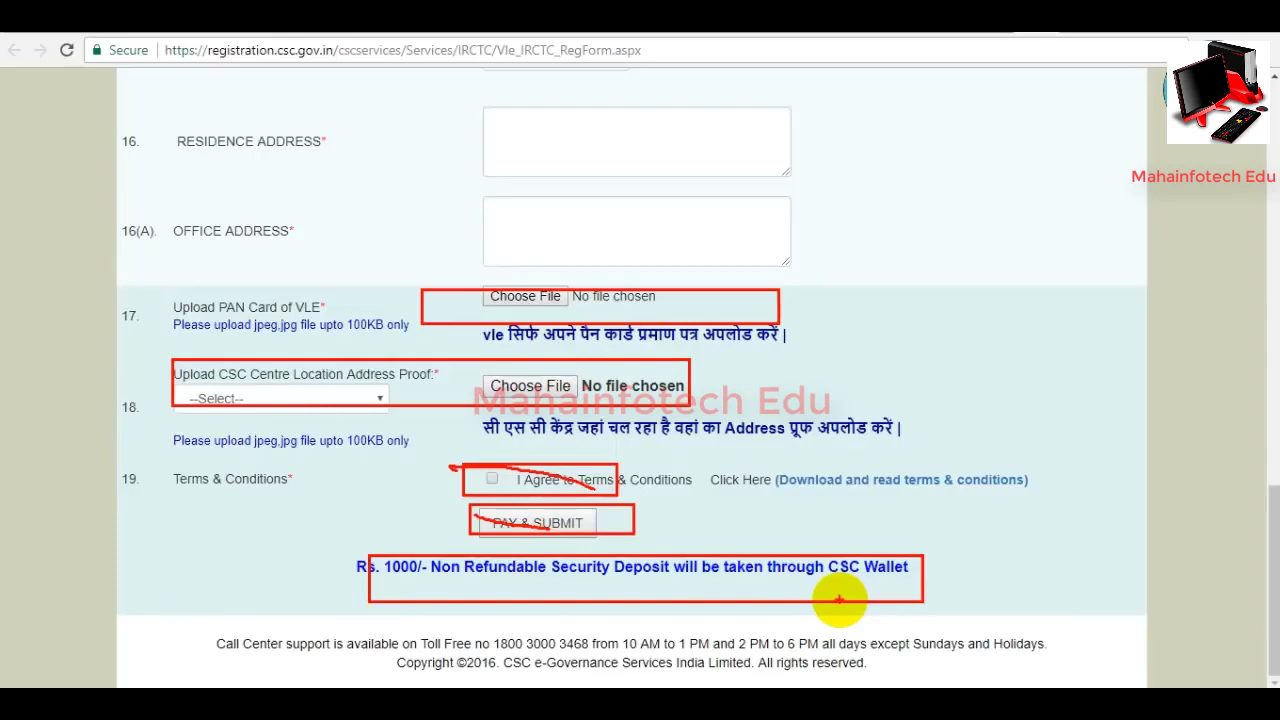 Secure https://registration.csc.gov.in/cscservices/Services/IRCTC/Vle_IRCTC_RegForm.aspx
16. RESIDENCE ADDRESS*
Mahainfotech Edu
16(A). OFFICE ADDRESS*
17. Upload PAN Card of VLE* Choose File No file chosen
Please upload jpeg.jpg file upto 100KB only
vle सिर्फ अपने पैन कार्ड प्रमाण पत्र अपलोड करें |
Upload CSC Centre Location Address Proof:* Choose File No file chosen
--Select--
Mahainfotech Edu
18.
सी एस सी केंद्र जहां चल रहा है वहां का Address प्रूफ अपलोड करें |
Please upload jpeg.jpg file upto 100KB only
19. Terms & Conditions* I Agree to Terms & Conditions Click Here (Download and read terms & conditions)
PAY & SUBMIT
Rs. 1000/- Non Refundable Security Deposit will be taken through CSC Wallet
Call Center support is available on Toll Free no 1800 3000 3468 from 10 AM to 1 PM and 2 PM to 6 PM all days except Sundays and Holidays.
Copyright ©2016. CSC e-Governance Services India Limited. All rights reserved.